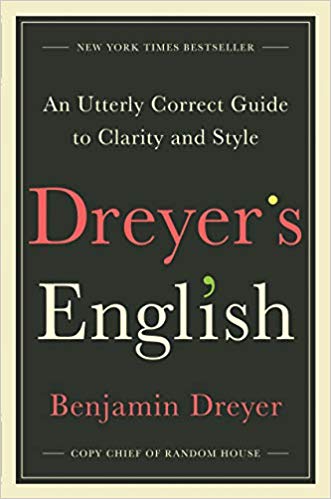 NEW YORK TIMES BESTSELLER
An Utterly Correct Guide
to Clarity and Style
Dreyer's
English
Benjamin Dreyer
COPY CHIEF OF RANDOM HOUSE